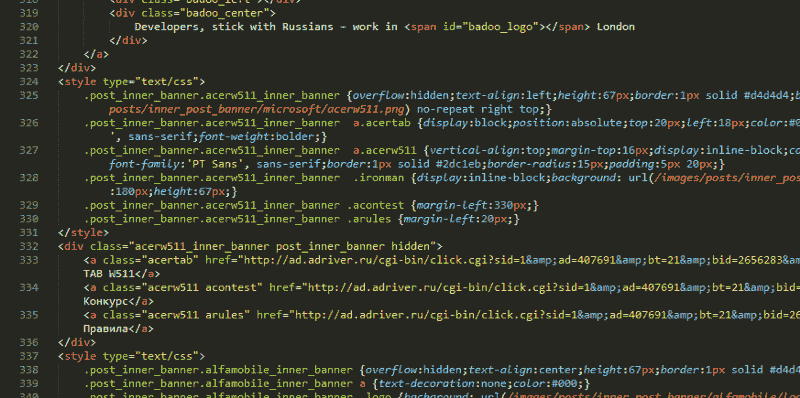 318 <div class="badoo_left"></div>
319 <div class="badoo_center">
320 Developers, stick with Russians – work in <span id="badoo_logo"></span> London
321 </div>
322 </a>
323 </div>
324 <style type="text/css">
325 .post_inner_banner.acerw511_inner_banner {overflow:hidden;text-align:left;height:67px;border:1px solid #d4d4d4;b
posts/inner_post_banner/microsoft/acerw511.png) no-repeat right top;}
326 .post_inner_banner.acerw511_inner_banner a.acertab {display:block;position:absolute;top:20px;left:18px;color:#0
', sans-serif;font-weight:bolder;}
327 .post_inner_banner.acerw511_inner_banner a.acerw511 {vertical-align:top;margin-top:16px;display:inline-block;co
font-family:'PT Sans', sans-serif;border:1px solid #2dc1eb;border-radius:15px;padding:5px 20px;}
328 .post_inner_banner.acerw511_inner_banner .ironman {display:inline-block;background: url(/images/posts/inner_pos
:180px;height:67px;}
329 .post_inner_banner.acerw511_inner_banner .acontest {margin-left:330px;}
330 .post_inner_banner.acerw511_inner_banner .arules {margin-left:20px;}
331 </style>
332 <div class="acerw511_inner_banner post_inner_banner hidden">
333 <a class="acertab" href="http://ad.adriver.ru/cgi-bin/click.cgi?sid=1&amp;ad=407691&amp;bt=21&amp;bid=2656283&amp
TAB W511</a>
334 <a class="acerw511 acontest" href="http://ad.adriver.ru/cgi-bin/click.cgi?sid=1&amp;ad=407691&amp;bt=21&amp;bid=
Конкурс</a>
335 <a class="acerw511 arules" href="http://ad.adriver.ru/cgi-bin/click.cgi?sid=1&amp;ad=407691&amp;bt=21&amp;bid=26
Правила</a>
336 </div>
337 <style type="text/css">
338 .post_inner_banner.alfamobile_inner_banner {overflow:hidden;text-align:center;height:67px;border:1px solid #d4d4
339 .post_inner_banner.alfamobile_inner_banner a {text-decoration:none;color:#000;}
340 .post_inner_banner.alfamobile_inner_banner .logo {background: url(/images/posts/inner_post_banner/alfamobile/lo